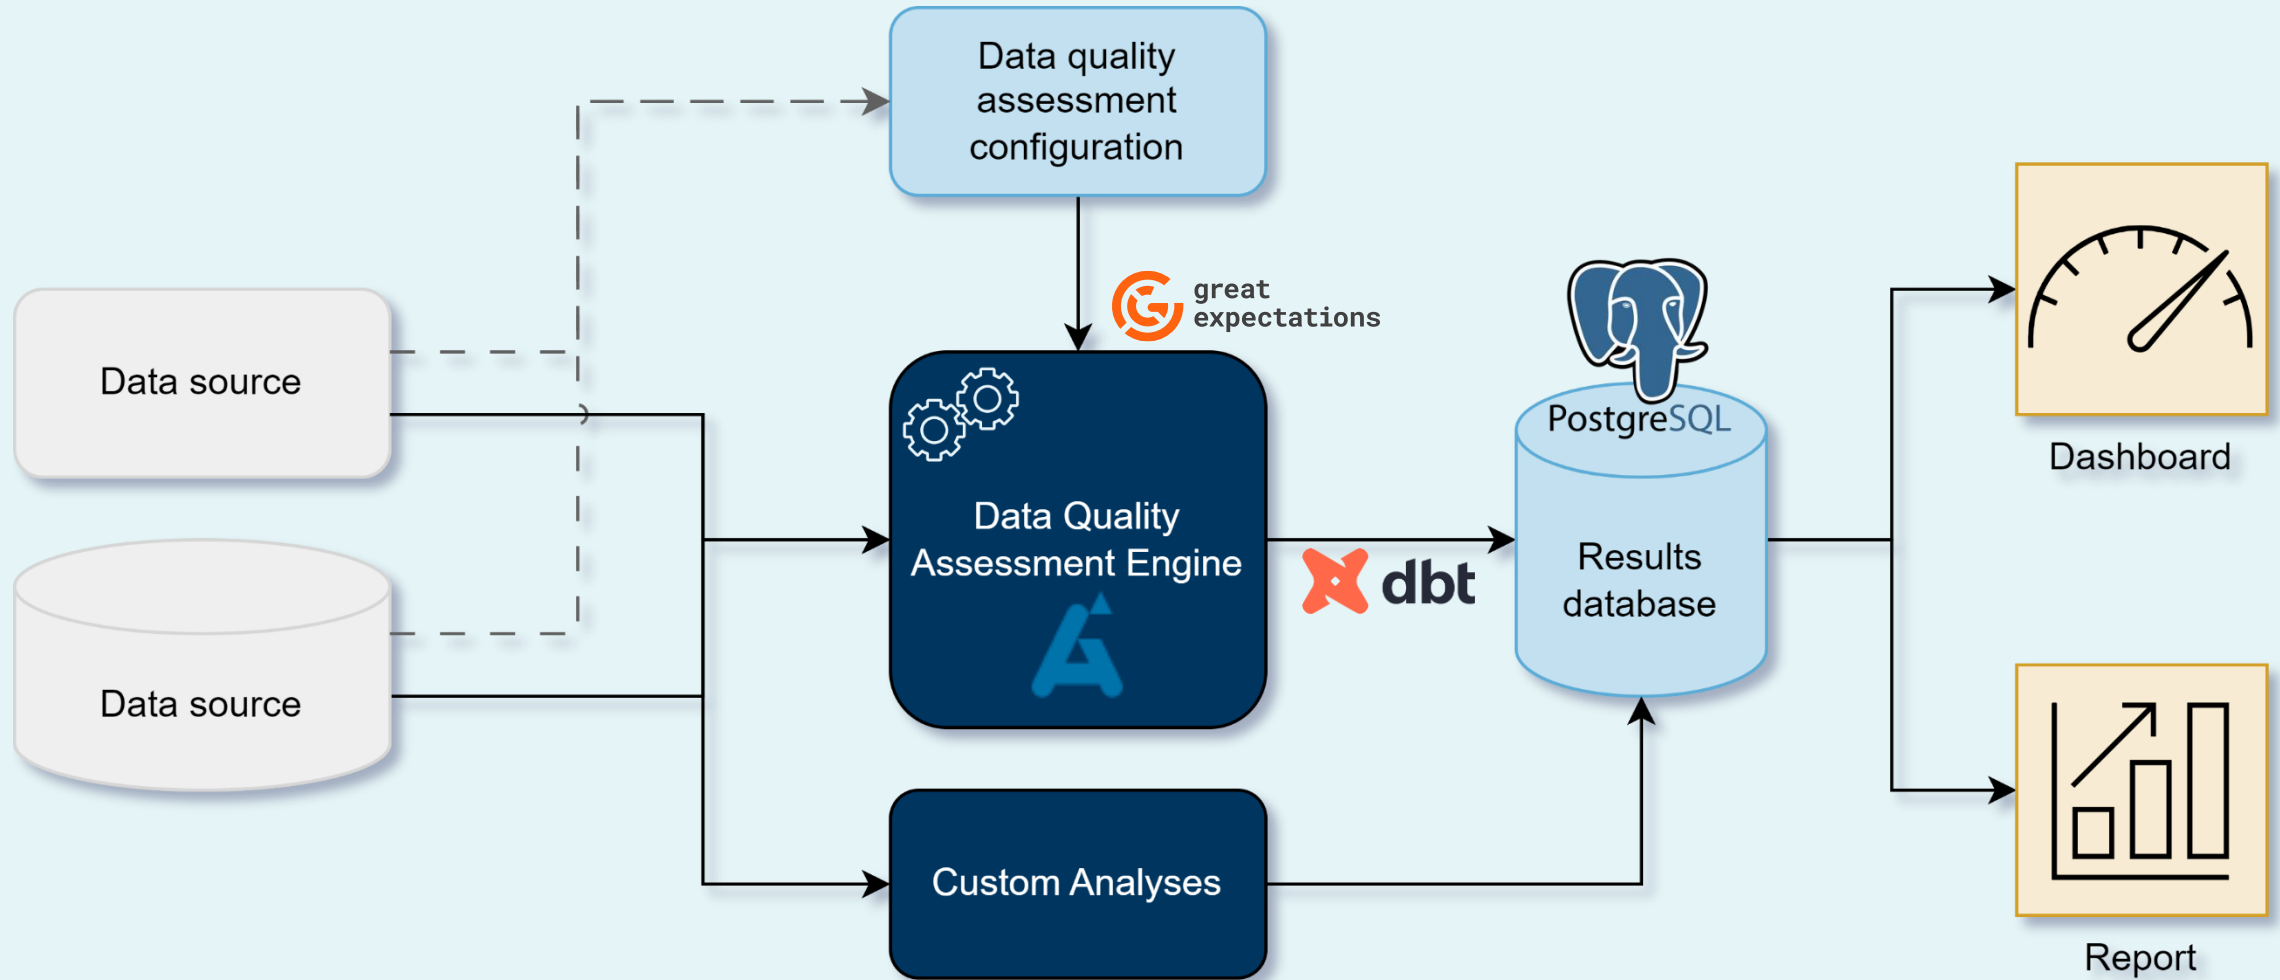 Data quality
assessment
configuration
great
expectations
Data source
PostgreSQL
Dashboard
Data Quality
Assessment Engine
dbt
Results
database
Data source
Custom Analyses
Report